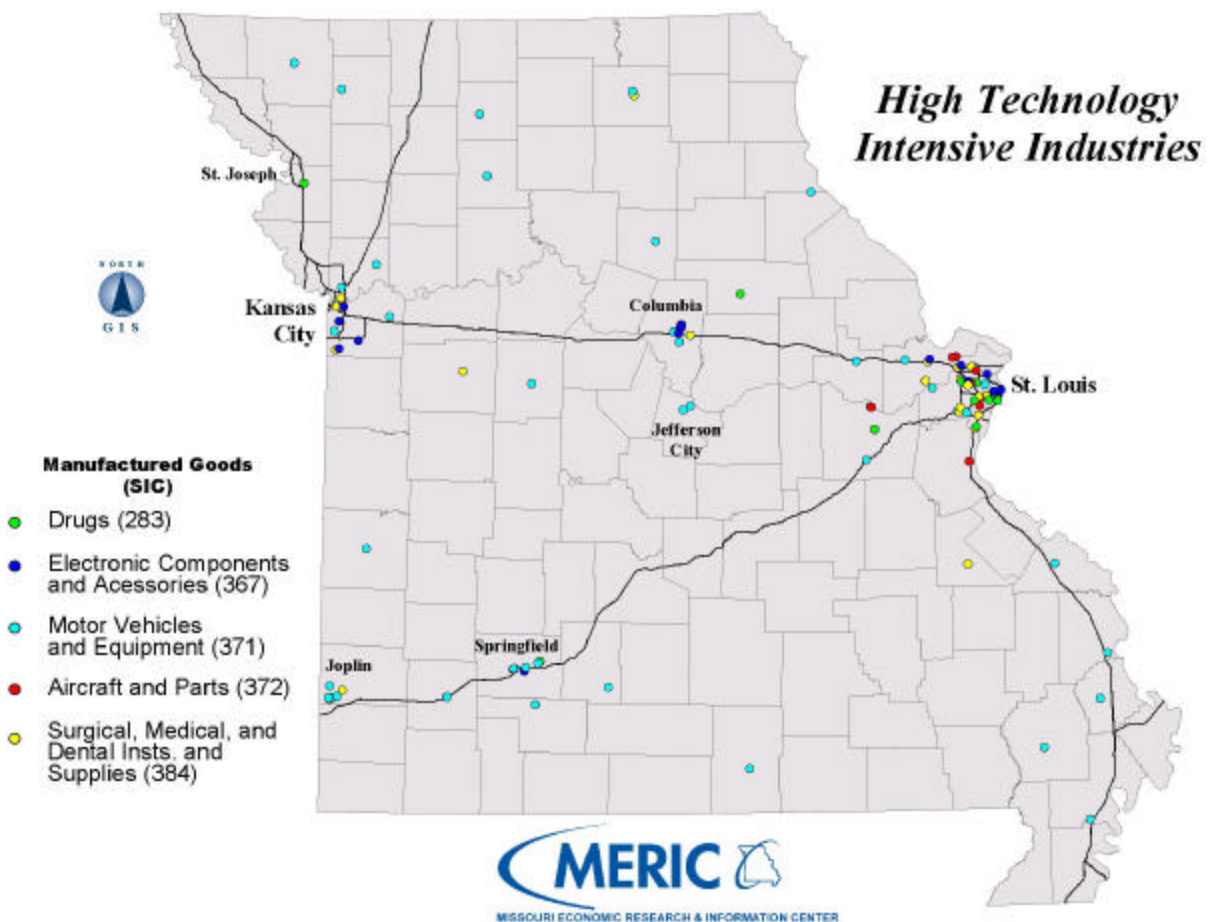 High Technology
Intensive Industries
St. Joseph
NORTH
GIS
Kansas
City
Columbia
St. Louis
Jefferson
City
Manufactured Goods
(SIC)
Drugs (283)
Electronic Components
and Acessories (367)
Motor Vehicles
and Equipment (371)
Aircraft and Parts (372)
Surgical, Medical, and
Dental Insts. and
Supplies (384)
Springfield
Joplin
MERIC
MISSOURI ECONOMIC RESEARCH & INFORMATION CENTER